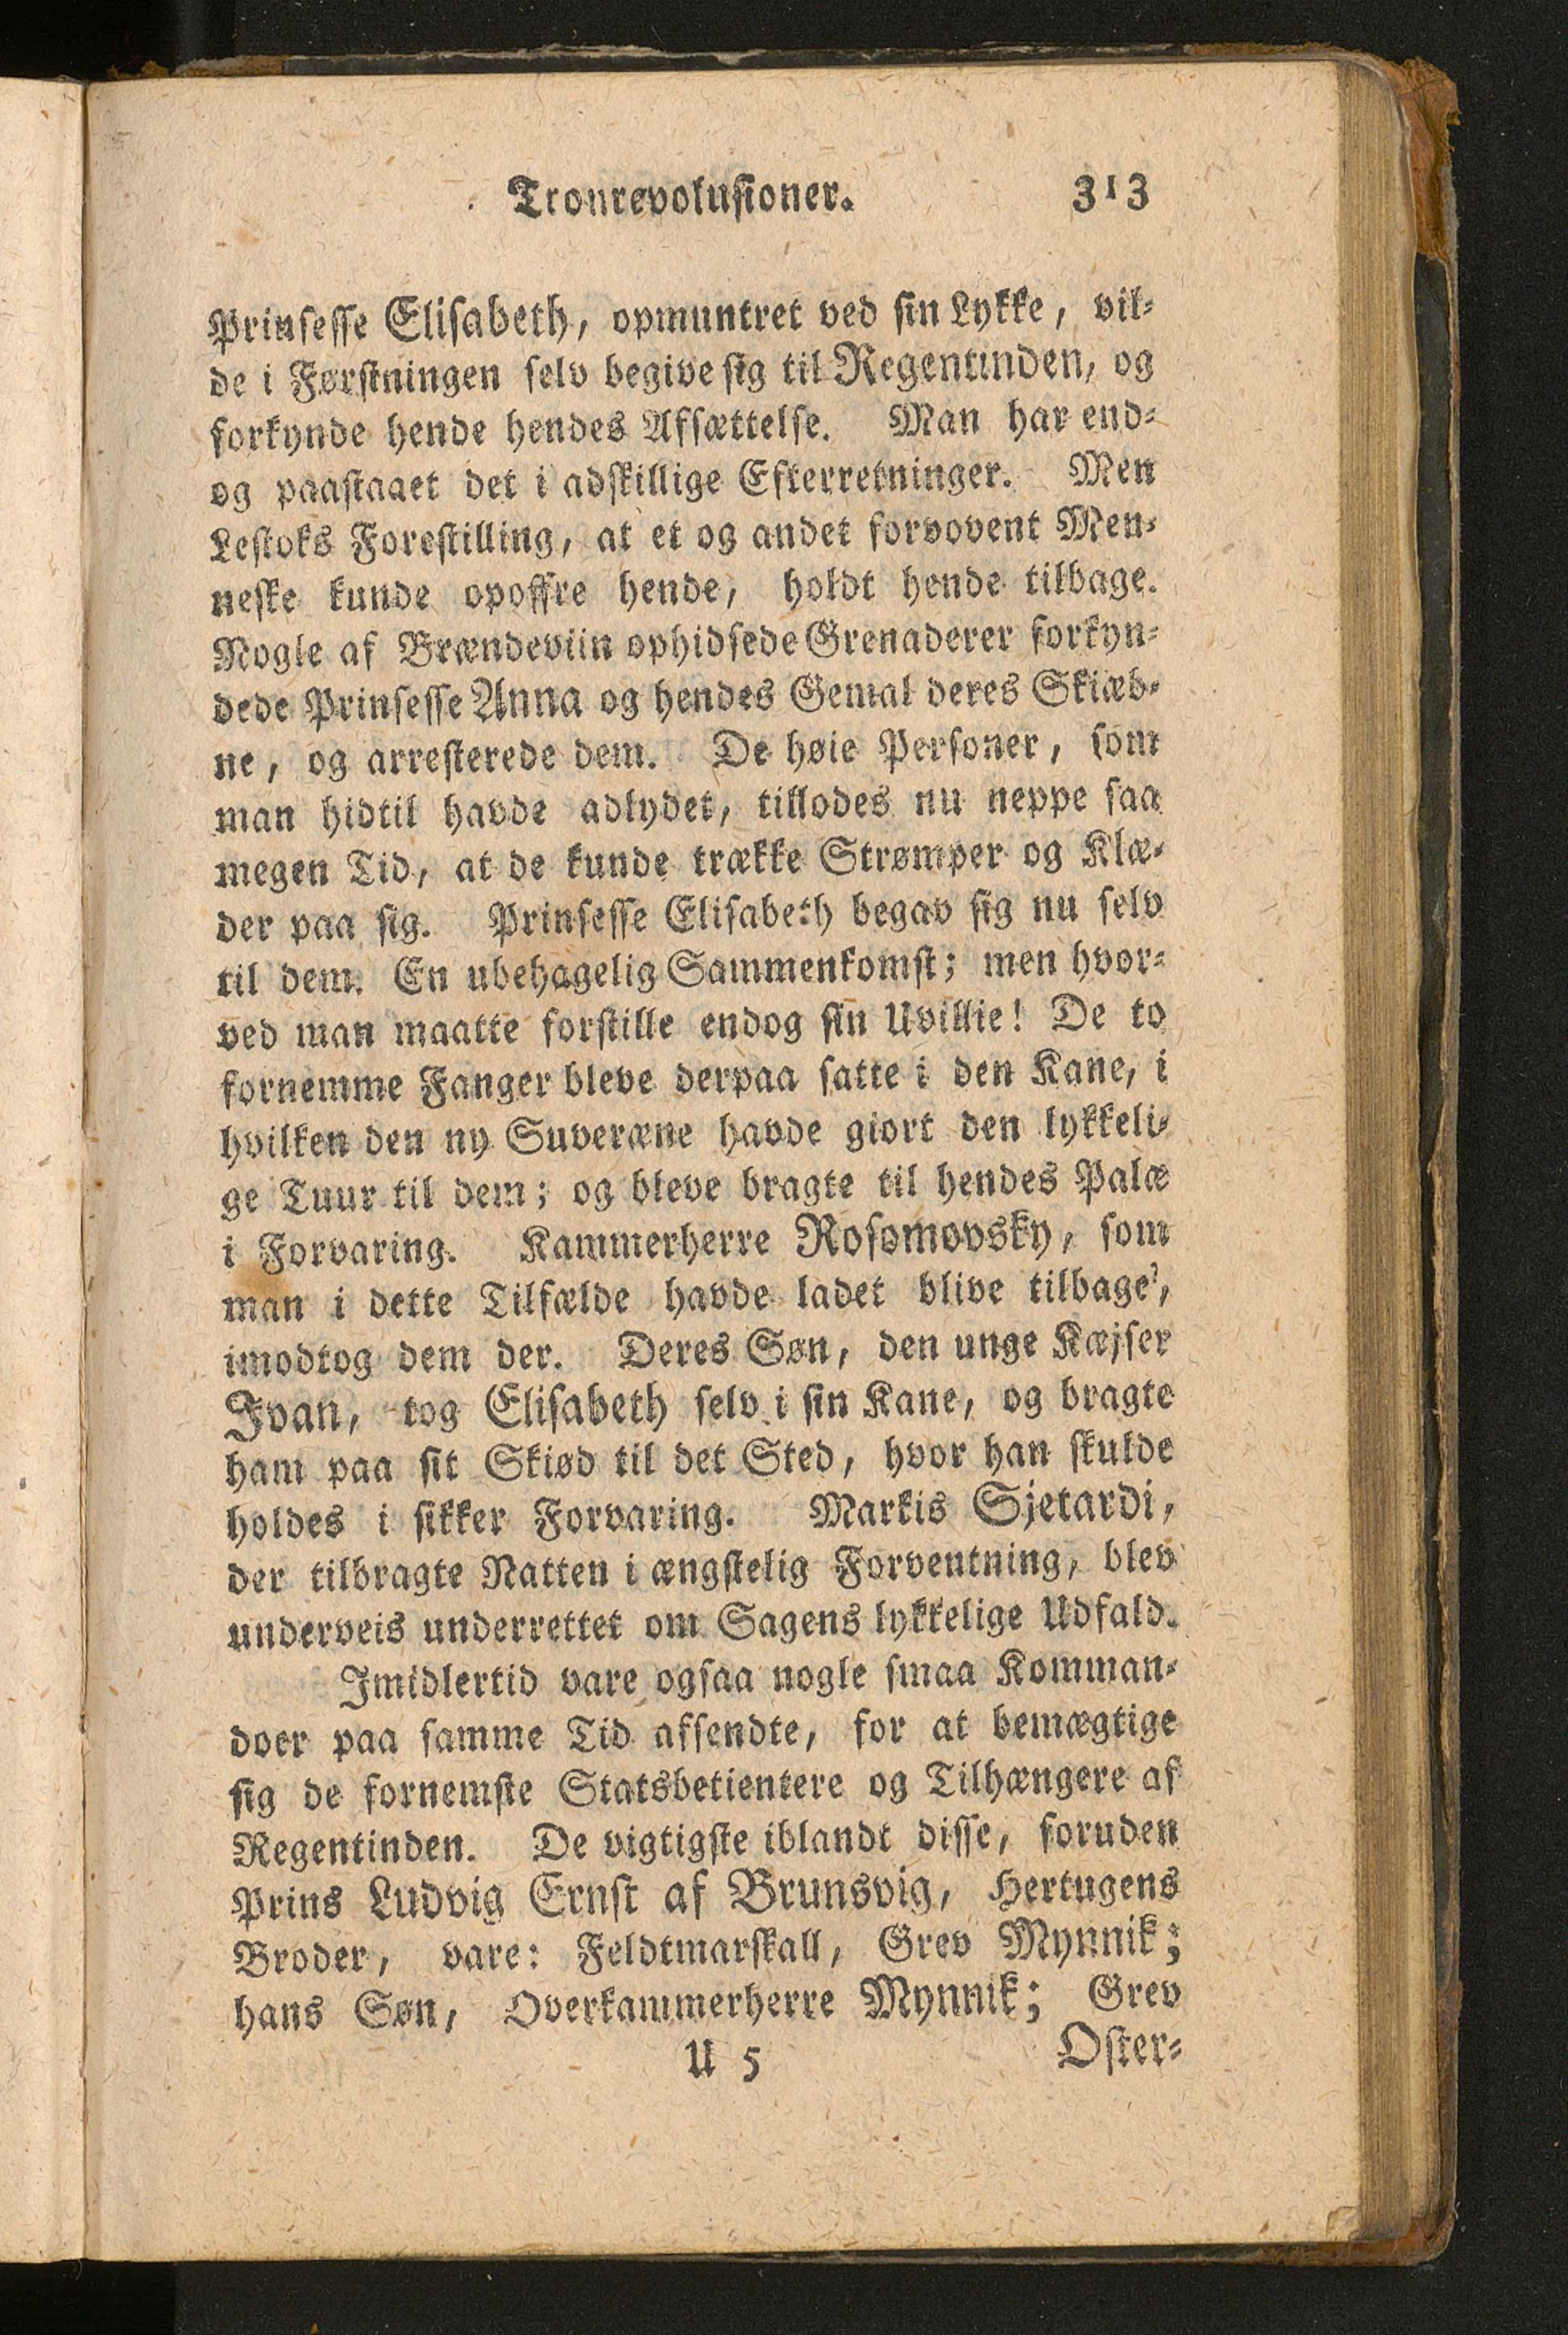 Tronrevolusioner. 313
Prinsesse Elisabeth, opmuntret ved sin Lykke, vil-
de i Førstningen selv begive sig til Regentinden, og
forkynde hende hendes Afsættelse. Man har end-
og paastaaet det i adskillige Efterretninger. Men
Lestoks Forestilling, at et og andet forvovent Men-
neske kunde opoffre hende, holdt hende tilbage.
Nogle af Brændeviin ophidsede Grenaderer forkyn-
dede Prinsesse Anna og hendes Gemal deres Skiæb-
ne, og arresterede dem. De høie Personer, som
man hidtil havde adlydet, tillodes nu neppe saa
megen Tid, at de kunde trække Strømper og Klæ-
der paa sig. Prinsesse Elisabeth begav sig nu selv
til dem. En ubehagelig Sammenkomst; men hvor-
ved man maatte forstille endog sin Uvillie! De to
fornemme Fanger bleve derpaa satte i den Kane, i
hvilken den ny Suveræne havde giort den lykkeli-
ge Tuur til dem; og bleve bragte til hendes Palæ
i Forvaring. Kammerherre Rosomovsky, som
man i dette Tilfælde havde ladet blive tilbage,
imodtog dem der. Deres Søn, den unge Kæjser
Ivan, tog Elisabeth selv i sin Kane, og bragte
ham paa sit Skiød til det Sted, hvor han skulde
holdes i sikker Forvaring. Markis Sjetardi,
der tilbragte Natten i ængstelig Forventning, blev
underveis underrettet om Sagens lykkelige Udfald.
Imidlertid vare ogsaa nogle smaa Komman-
doer paa samme Tid afsendte, for at bemægtige
sig de fornemste Statsbetientere og Tilhængere af
Regentinden. De vigtigste iblandt disse, foruden
Prins Ludvig Ernst af Brunsvig, Hertugens
Broder, vare: Feldtmarskall, Grev Mynnik;
hans Søn, Overkammerherre Mynnik; Grev
U 5 Oster-